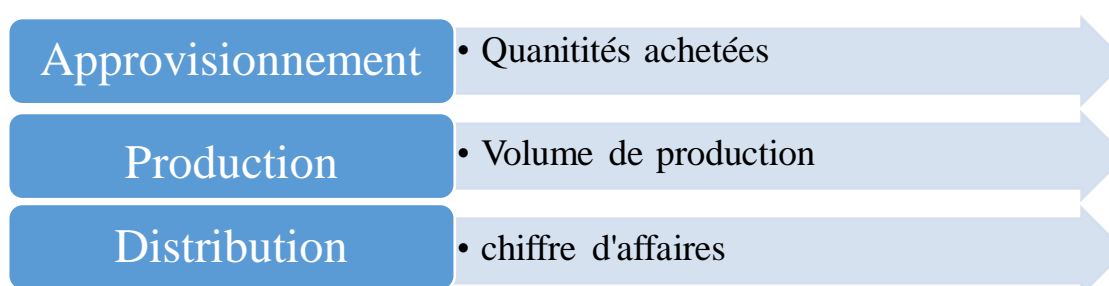 Approvisionnement • Quanitités achetées
Production • Volume de production
Distribution • chiffre d'affaires